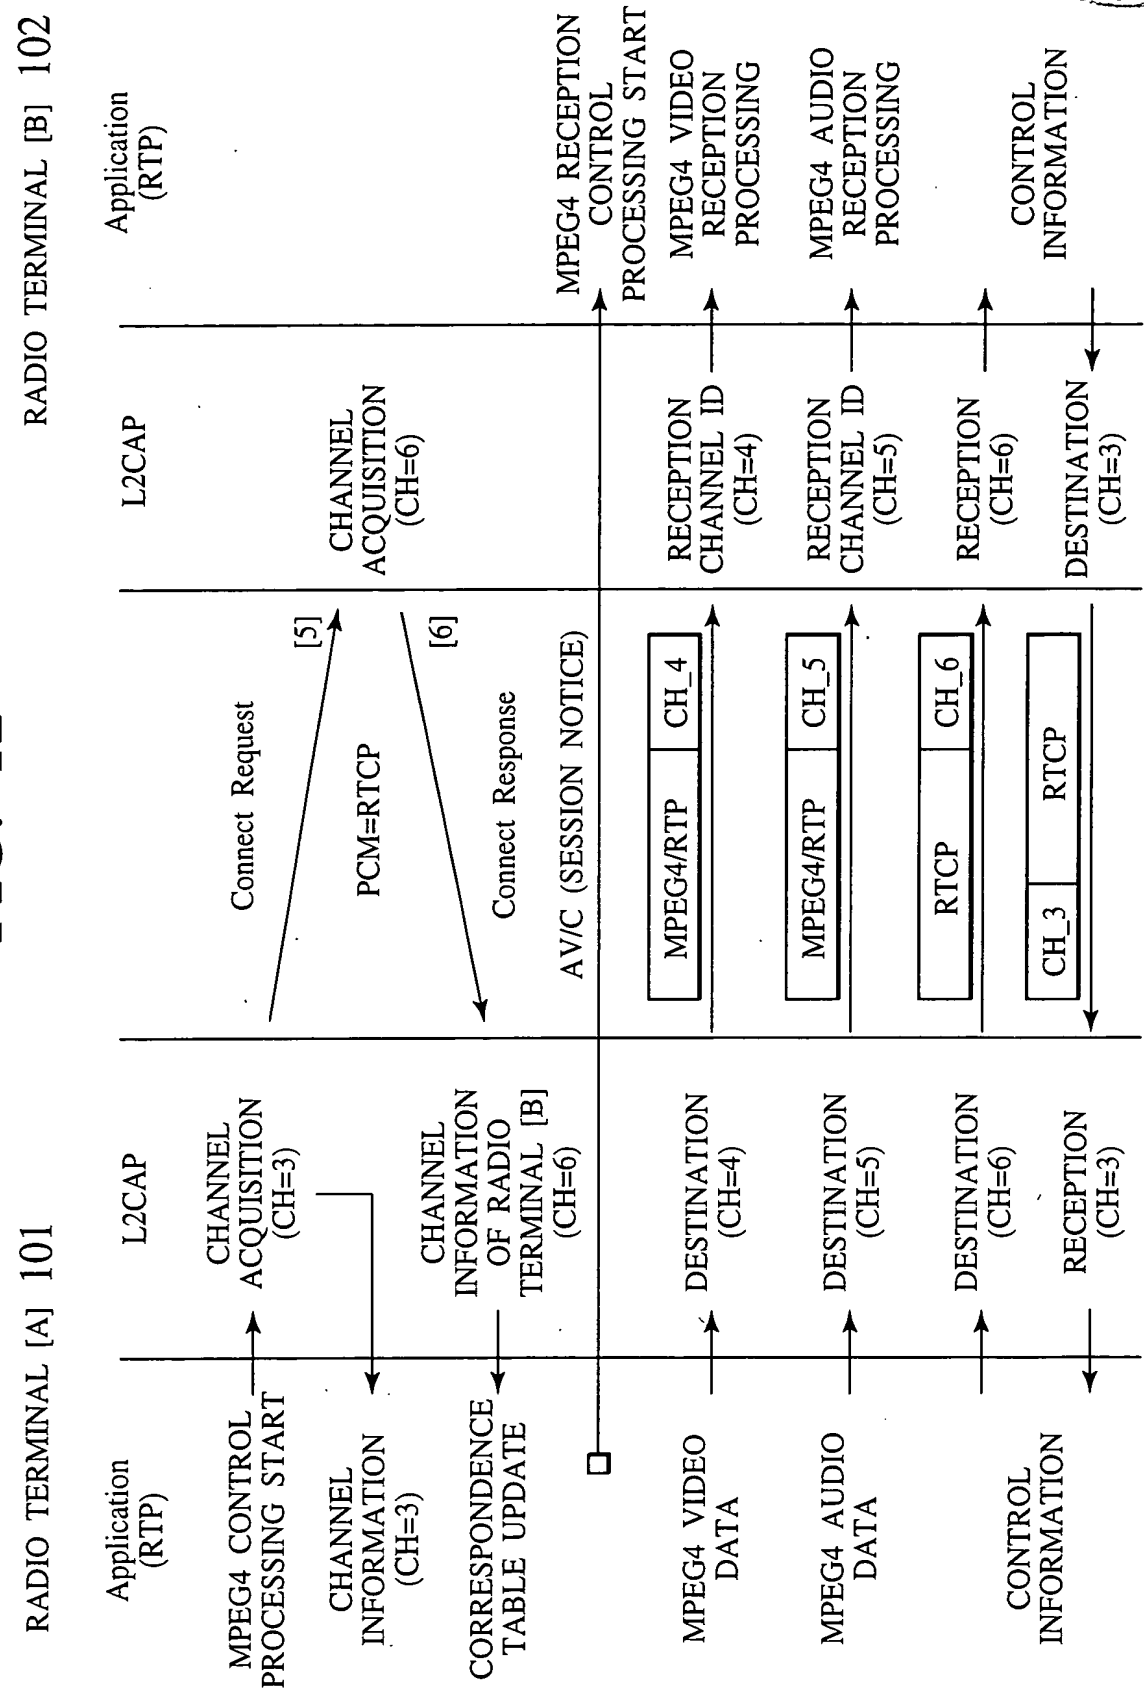 RADIO TERMINAL [A] 101
RADIO TERMINAL [B] 102
Application
(RTP)
L2CAP
L2CAP
Application
(RTP)
MPEG4 CONTROL
PROCESSING START
CHANNEL
ACQUISITION
(CH=3)
Connect Request
[5]
CHANNEL
ACQUISITION
(CH=6)
CHANNEL
INFORMATION
(CH=3)
PCM=RTCP
[6]
CORRESPONDENCE
TABLE UPDATE
CHANNEL
INFORMATION
OF RADIO
TERMINAL [B]
(CH=6)
Connect Response
AV/C (SESSION NOTICE)
MPEG4 RECEPTION
CONTROL
PROCESSING START
MPEG4 VIDEO
DATA
DESTINATION
(CH=4)
MPEG4/RTP
CH_4
RECEPTION
CHANNEL ID
(CH=4)
MPEG4 VIDEO
RECEPTION
PROCESSING
MPEG4 AUDIO
DATA
DESTINATION
(CH=5)
MPEG4/RTP
CH_5
RECEPTION
CHANNEL ID
(CH=5)
MPEG4 AUDIO
RECEPTION
PROCESSING
CONTROL
INFORMATION
DESTINATION
(CH=6)
RTCP
CH_6
RECEPTION
(CH=6)
CONTROL
INFORMATION
RECEPTION
(CH=3)
CH_3
RTCP
DESTINATION
(CH=3)